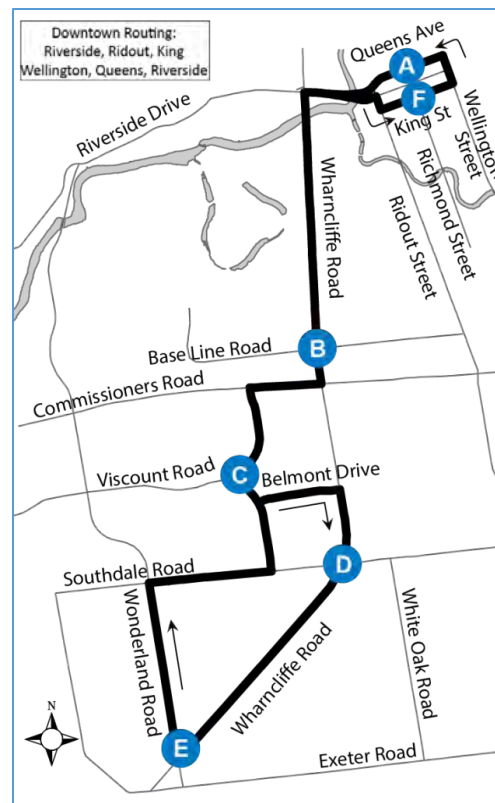 Downtown Routing:
Riverside, Ridout, King
Wellington, Queens, Riverside
Queens Ave
A
F
King St
Wellington
Street
Richmond Street
Ridout Street
Riverside Drive
Wharncliffe Road
Base Line Road
B
Commissioners Road
Viscount Road
C
Belmont Drive
D
Southdale Road
Wonderland Road
Wharncliffe Road
White Oak Road
N
E
Exeter Road